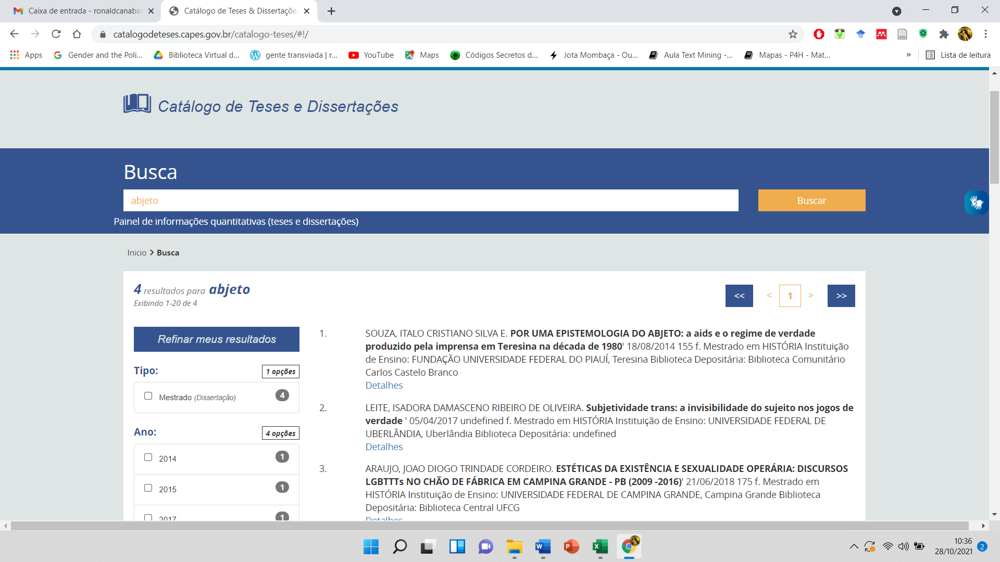 Caixa de entrada - ronaldcanabar
Catálogo de Teses & Dissertaçõe
catalogodeteses.capes.gov.br/catalogo-teses/#!/
Apps
Gender and the Poli...
Biblioteca Virtual d...
gente transviada | r...
YouTube
Maps
Códigos Secretos d...
Jota Mombaça - Ou...
Aula Text Mining -...
Mapas - P4H - Mat...
»
Lista de leitura
Catálogo de Teses e Dissertações
Busca
abjeto
Buscar
Painel de informações quantitativas (teses e dissertações)
Inicio > Busca
4 resultados para abjeto
Exibindo 1-20 de 4
<< < 1 > >>
Refinar meus resultados
Tipo:
1 opções
Mestrado (Dissertação)
4
Ano:
4 opções
2014
1
2015
1
2017
1
1.
SOUZA, ITALO CRISTIANO SILVA E. POR UMA EPISTEMOLOGIA DO ABJETO: a aids e o regime de verdade
produzido pela imprensa em Teresina na década de 1980' 18/08/2014 155 f. Mestrado em HISTÓRIA Instituição
de Ensino: FUNDAÇÃO UNIVERSIDADE FEDERAL DO PIAUÍ, Teresina Biblioteca Depositária: Biblioteca Comunitário
Carlos Castelo Branco
Detalhes
2.
LEITE, ISADORA DAMASCENO RIBEIRO DE OLIVEIRA. Subjetividade trans: a invisibilidade do sujeito nos jogos de
verdade ' 05/04/2017 undefined f. Mestrado em HISTÓRIA Instituição de Ensino: UNIVERSIDADE FEDERAL DE
UBERLÂNDIA, Uberlândia Biblioteca Depositária: undefined
Detalhes
3.
ARAUJO, JOAO DIOGO TRINDADE CORDEIRO. ESTÉTICAS DA EXISTÊNCIA E SEXUALIDADE OPERÁRIA: DISCURSOS
LGBTTTs NO CHÃO DE FÁBRICA EM CAMPINA GRANDE - PB (2009 -2016)' 21/06/2018 175 f. Mestrado em
HISTÓRIA Instituição de Ensino: UNIVERSIDADE FEDERAL DE CAMPINA GRANDE, Campina Grande Biblioteca
Depositária: Biblioteca Central UFCG
Detalhes
10:36
28/10/2021
2